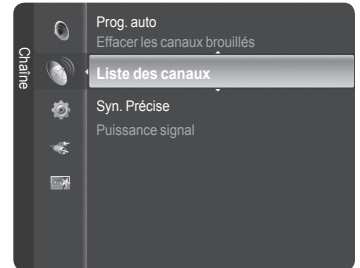 Chaîne
Prog. auto
Effacer les canaux brouillés
Liste des canaux
Syn. Précise
Puissance signal